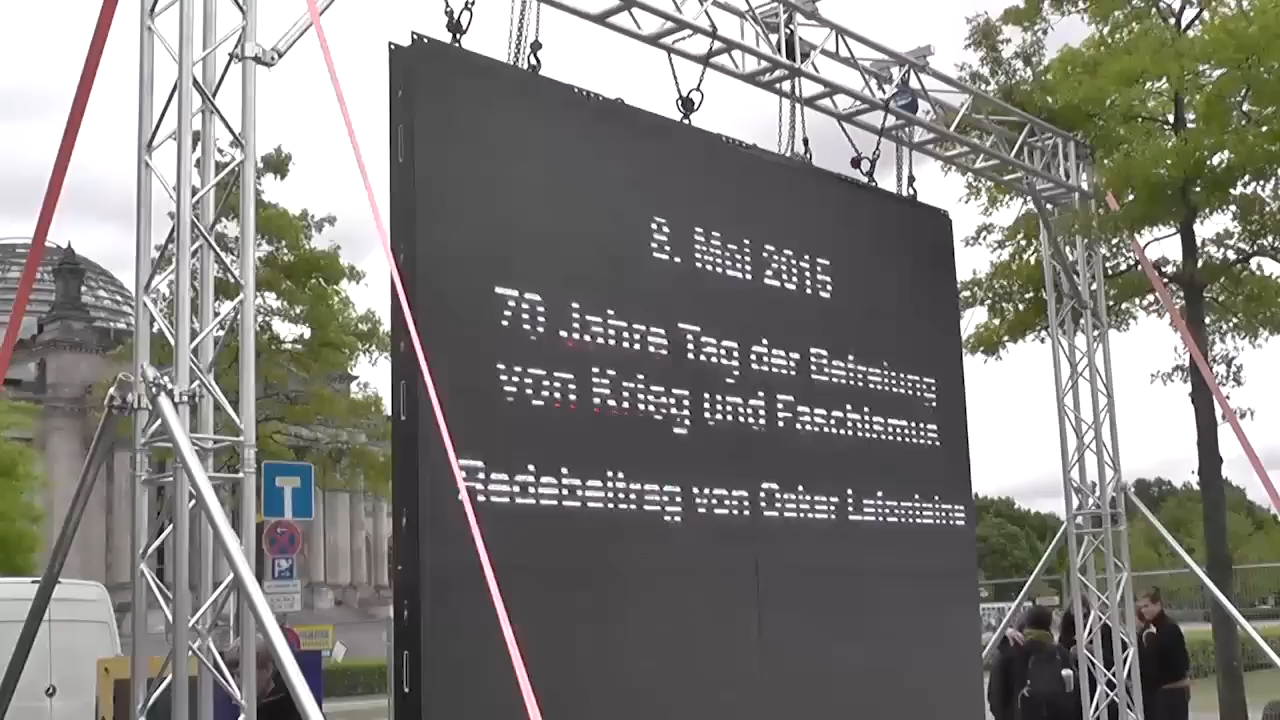 8. Mai 2015
70 Jahre Tag der Befreiung
von Krieg und Faschismus
Redebeitrag von Oskar Lafontaine